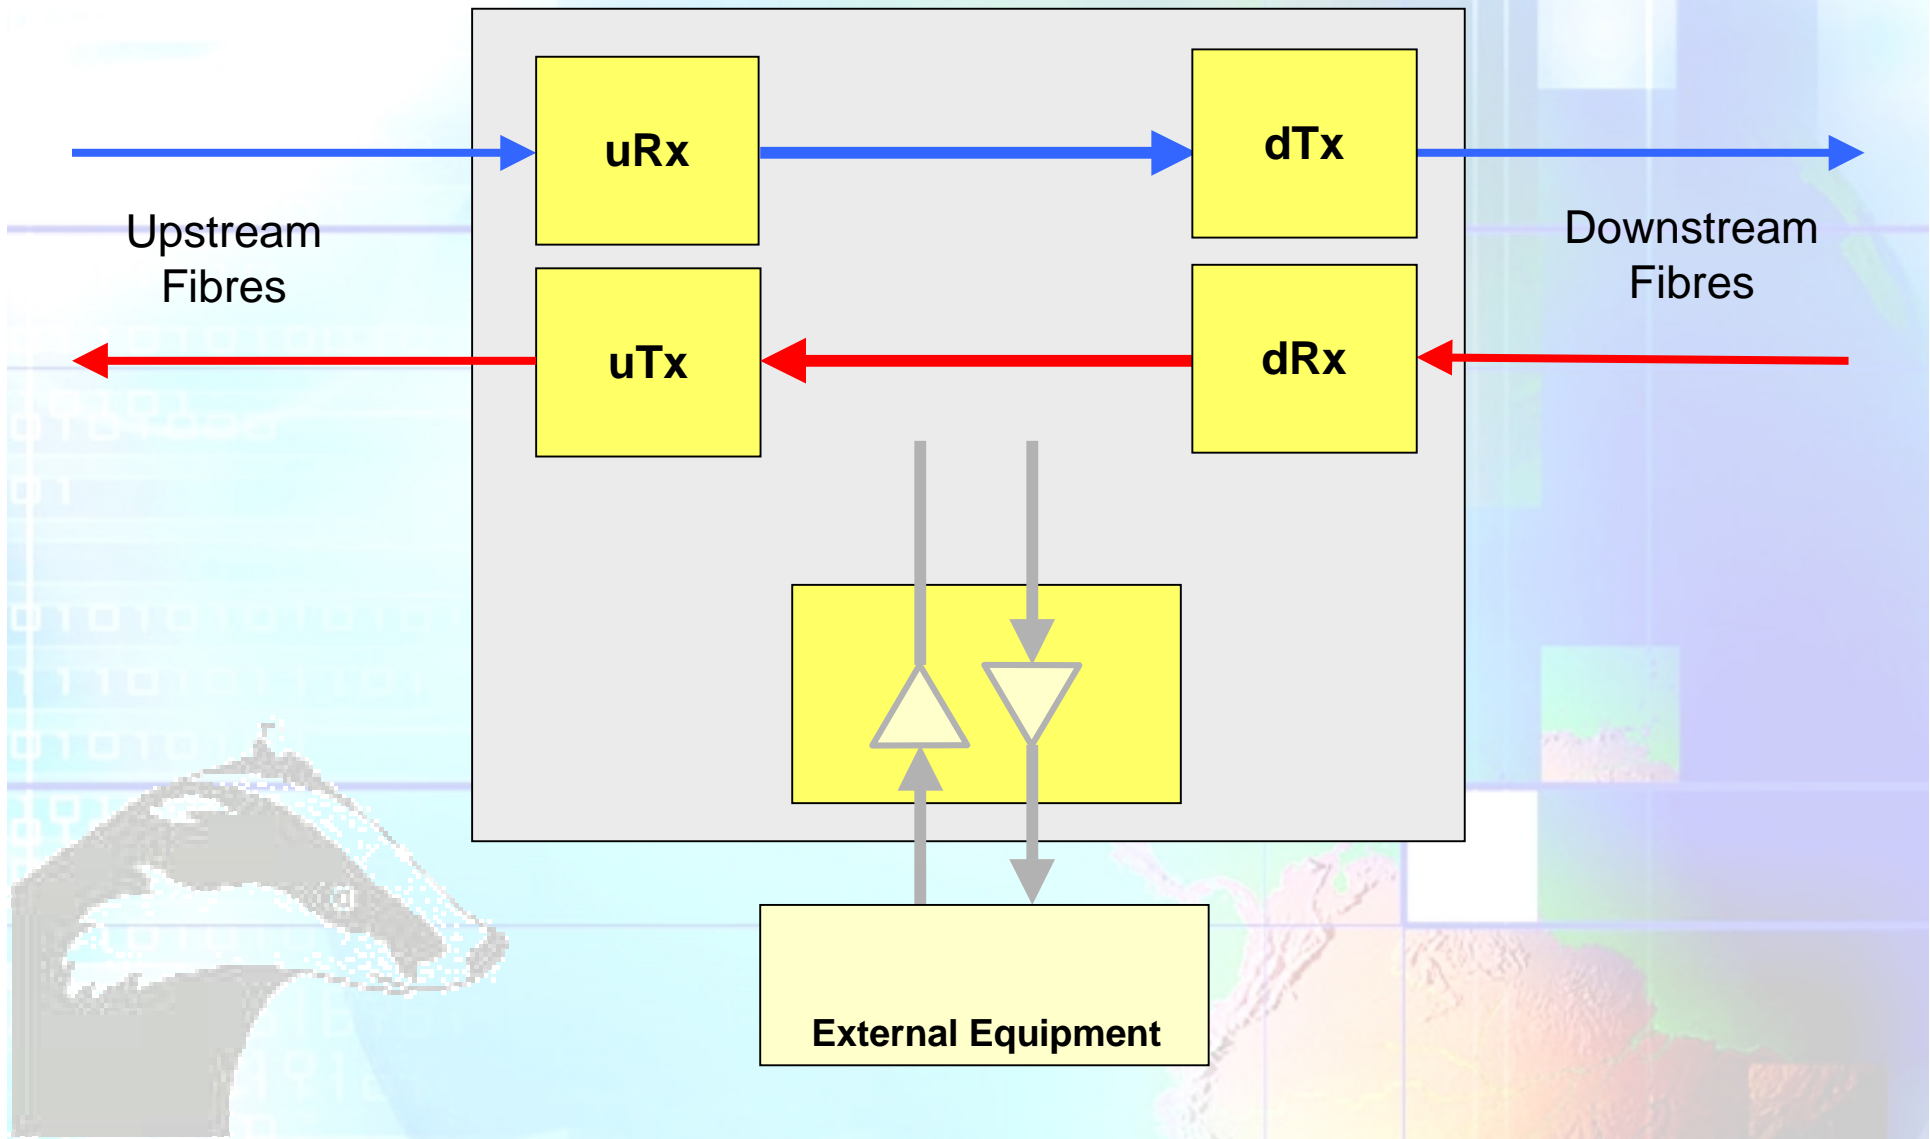 uRx
dTx
Upstream
Fibres
Downstream
Fibres
uTx
dRx
External Equipment